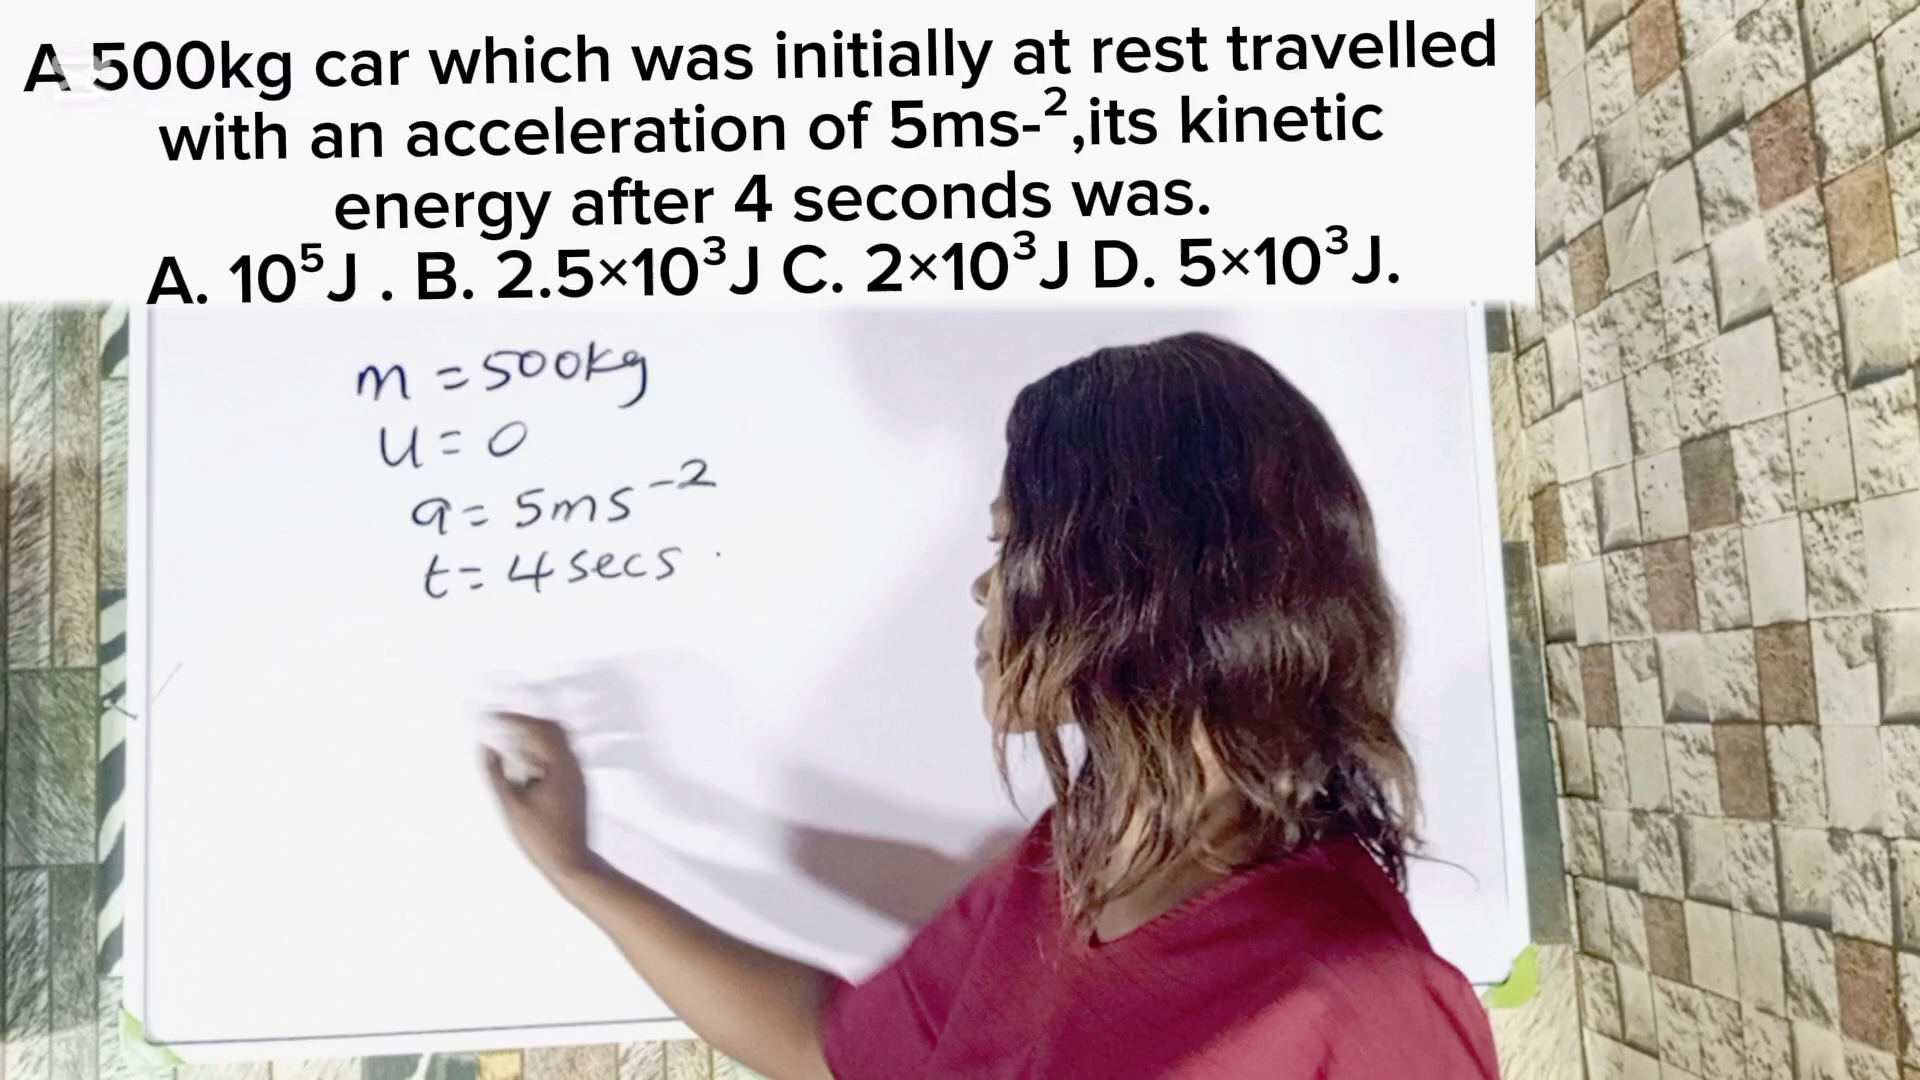 A 500kg car which was initially at rest travelled
with an acceleration of 5ms-²,its kinetic
energy after 4 seconds was.
A. 10⁵J . B. 2.5×10³J C. 2×10³J D. 5×10³J.
m = 500kg
u = 0
a = 5ms⁻²
t = 4secs .